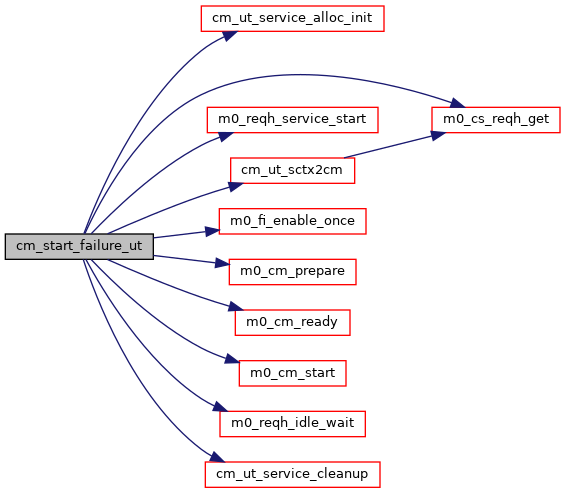 cm_ut_service_alloc_init
m0_cs_reqh_get
m0_reqh_service_start
cm_ut_sctx2cm
m0_fi_enable_once
cm_start_failure_ut
m0_cm_prepare
m0_cm_ready
m0_cm_start
m0_reqh_idle_wait
cm_ut_service_cleanup